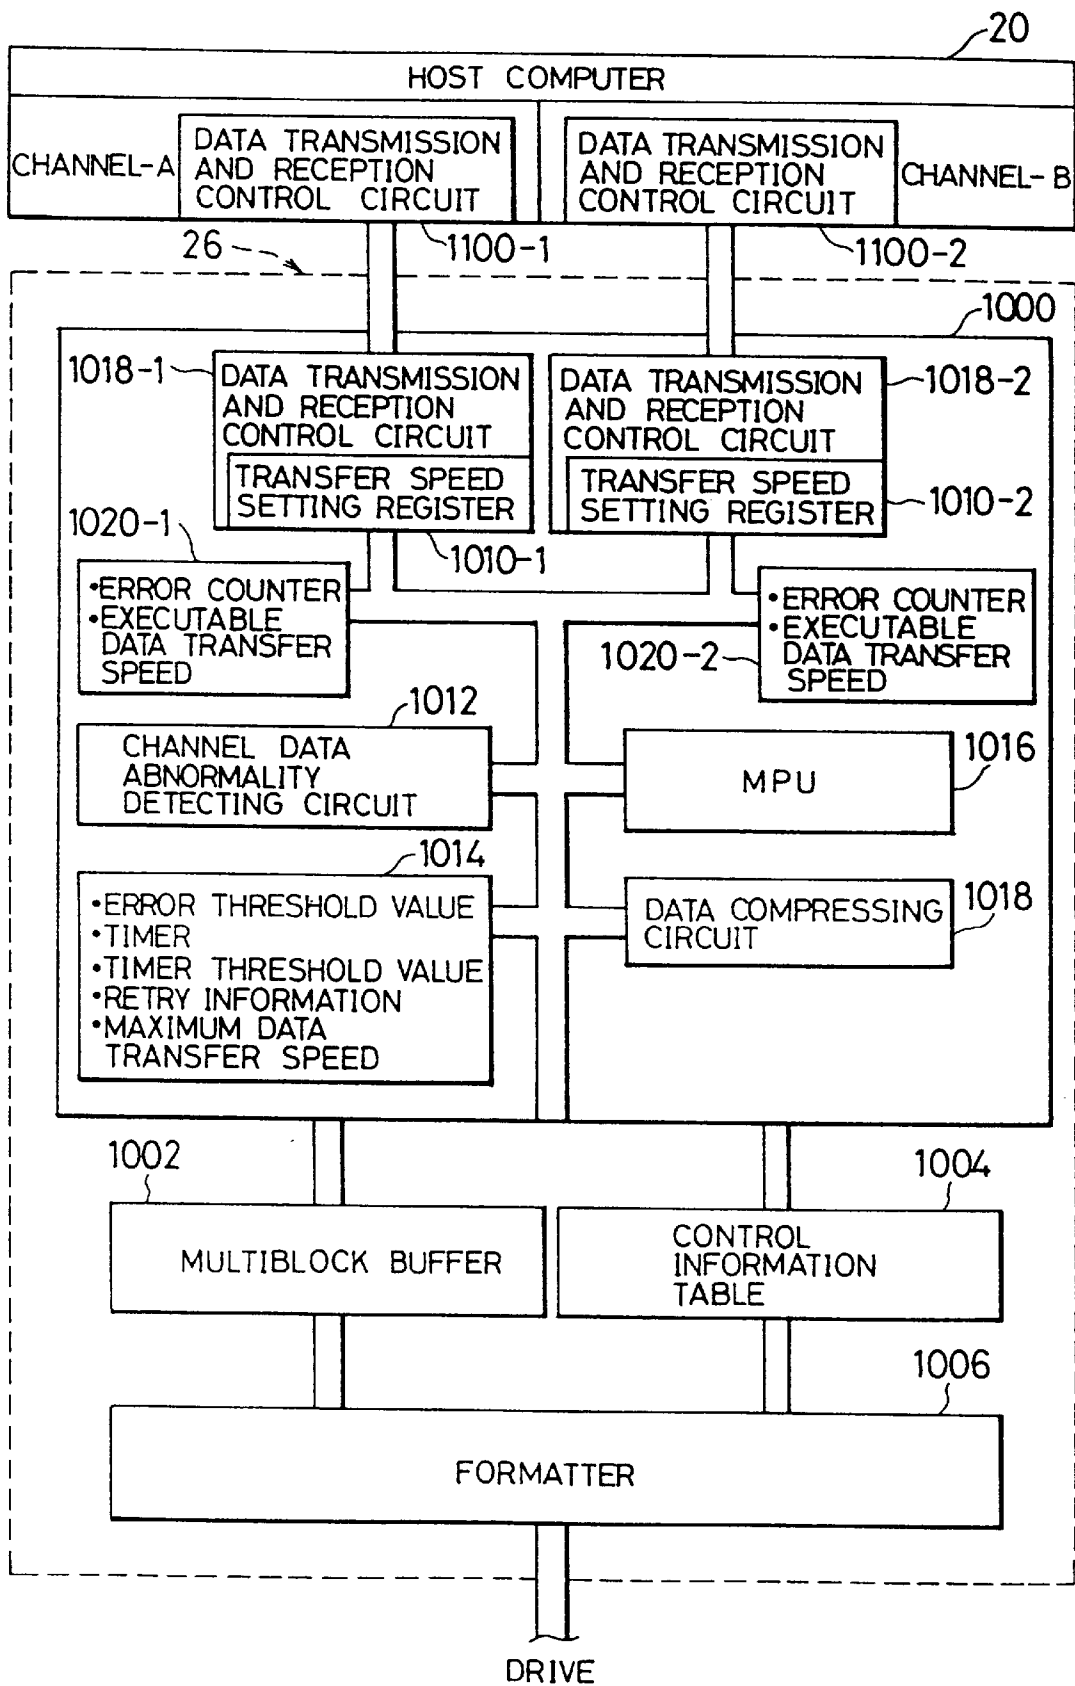 20
HOST COMPUTER
CHANNEL-A
DATA TRANSMISSION
AND RECEPTION
CONTROL CIRCUIT
DATA TRANSMISSION
AND RECEPTION
CONTROL CIRCUIT
CHANNEL-B
26
1100-1
1100-2
1000
1018-1
DATA TRANSMISSION
AND RECEPTION
CONTROL CIRCUIT
TRANSFER SPEED
SETTING REGISTER
DATA TRANSMISSION
AND RECEPTION
CONTROL CIRCUIT
TRANSFER SPEED
SETTING REGISTER
1018-2
1010-2
1020-1
1010-1
•ERROR COUNTER
•EXECUTABLE
DATA TRANSFER
SPEED
•ERROR COUNTER
•EXECUTABLE
DATA TRANSFER
SPEED
1020-2
1012
CHANNEL DATA
ABNORMALITY
DETECTING CIRCUIT
MPU
1016
1014
•ERROR THRESHOLD VALUE
•TIMER
•TIMER THRESHOLD VALUE
•RETRY INFORMATION
•MAXIMUM DATA
TRANSFER SPEED
DATA COMPRESSING
CIRCUIT
1018
1002
MULTIBLOCK BUFFER
1004
CONTROL
INFORMATION
TABLE
1006
FORMATTER
DRIVE